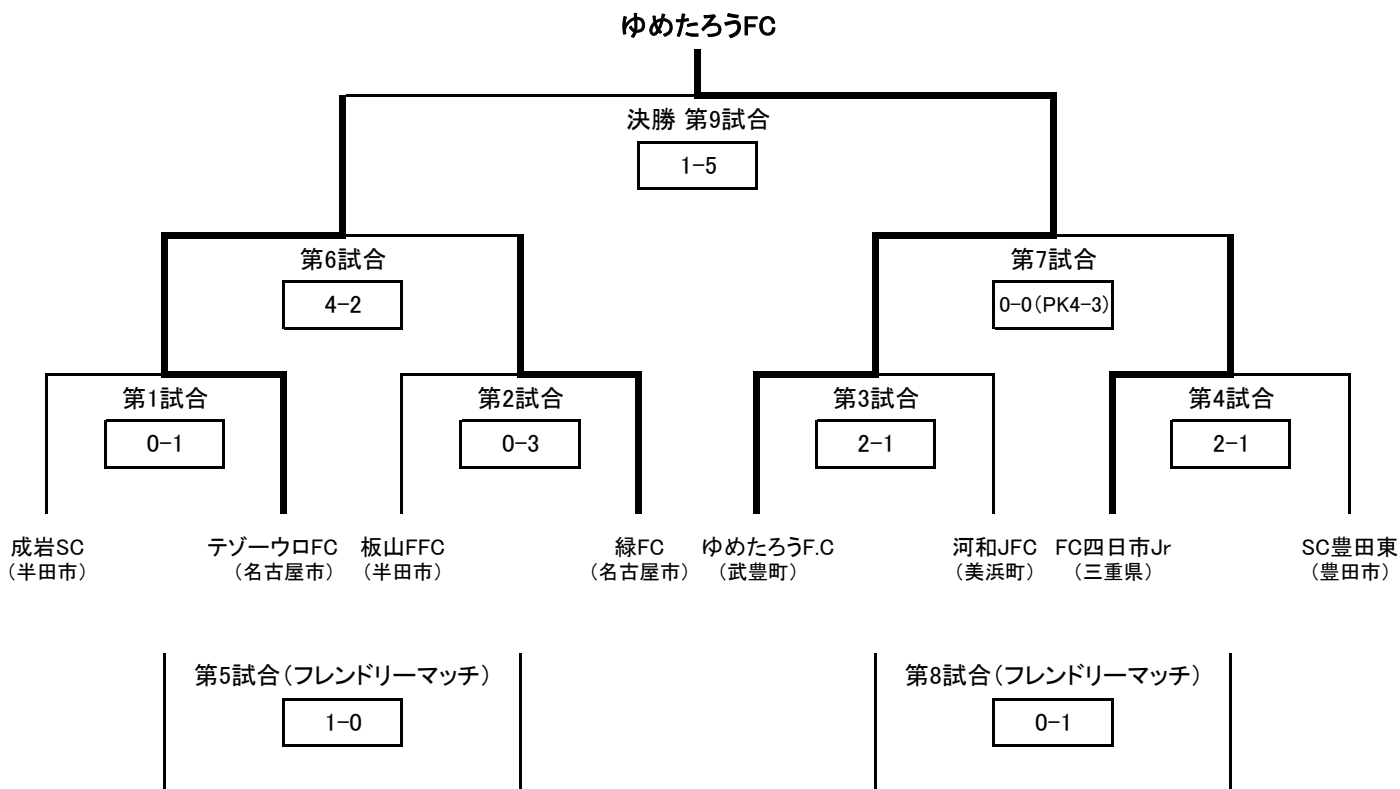 ゆめたろうFC
決勝 第9試合
1-5
第6試合
4-2
第7試合
0-0(PK4-3)
第1試合
0-1
第2試合
0-3
第3試合
2-1
第4試合
2-1
成岩SC
(半田市)
テゾーウロFC
(名古屋市)
板山FFC
(半田市)
緑FC
(名古屋市)
ゆめたろうF.C
(武豊町)
河和JFC
(美浜町)
FC四日市Jr
(三重県)
SC豊田東
(豊田市)
第5試合(フレンドリーマッチ)
1-0
第8試合(フレンドリーマッチ)
0-1